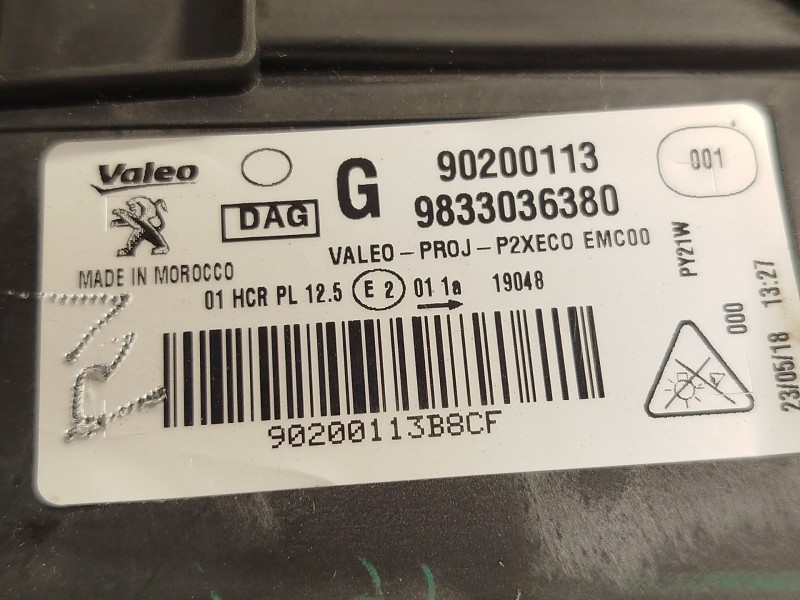 Valeo
G
90200113
001
DAG
9833036380
VALEO-PROJ-P2XECO EMC00
MADE IN MOROCCO
01 HCR PL 12.5
E 2
01 1a
19048
PY21W
000
23/05/18 13:27
90200113B8CF